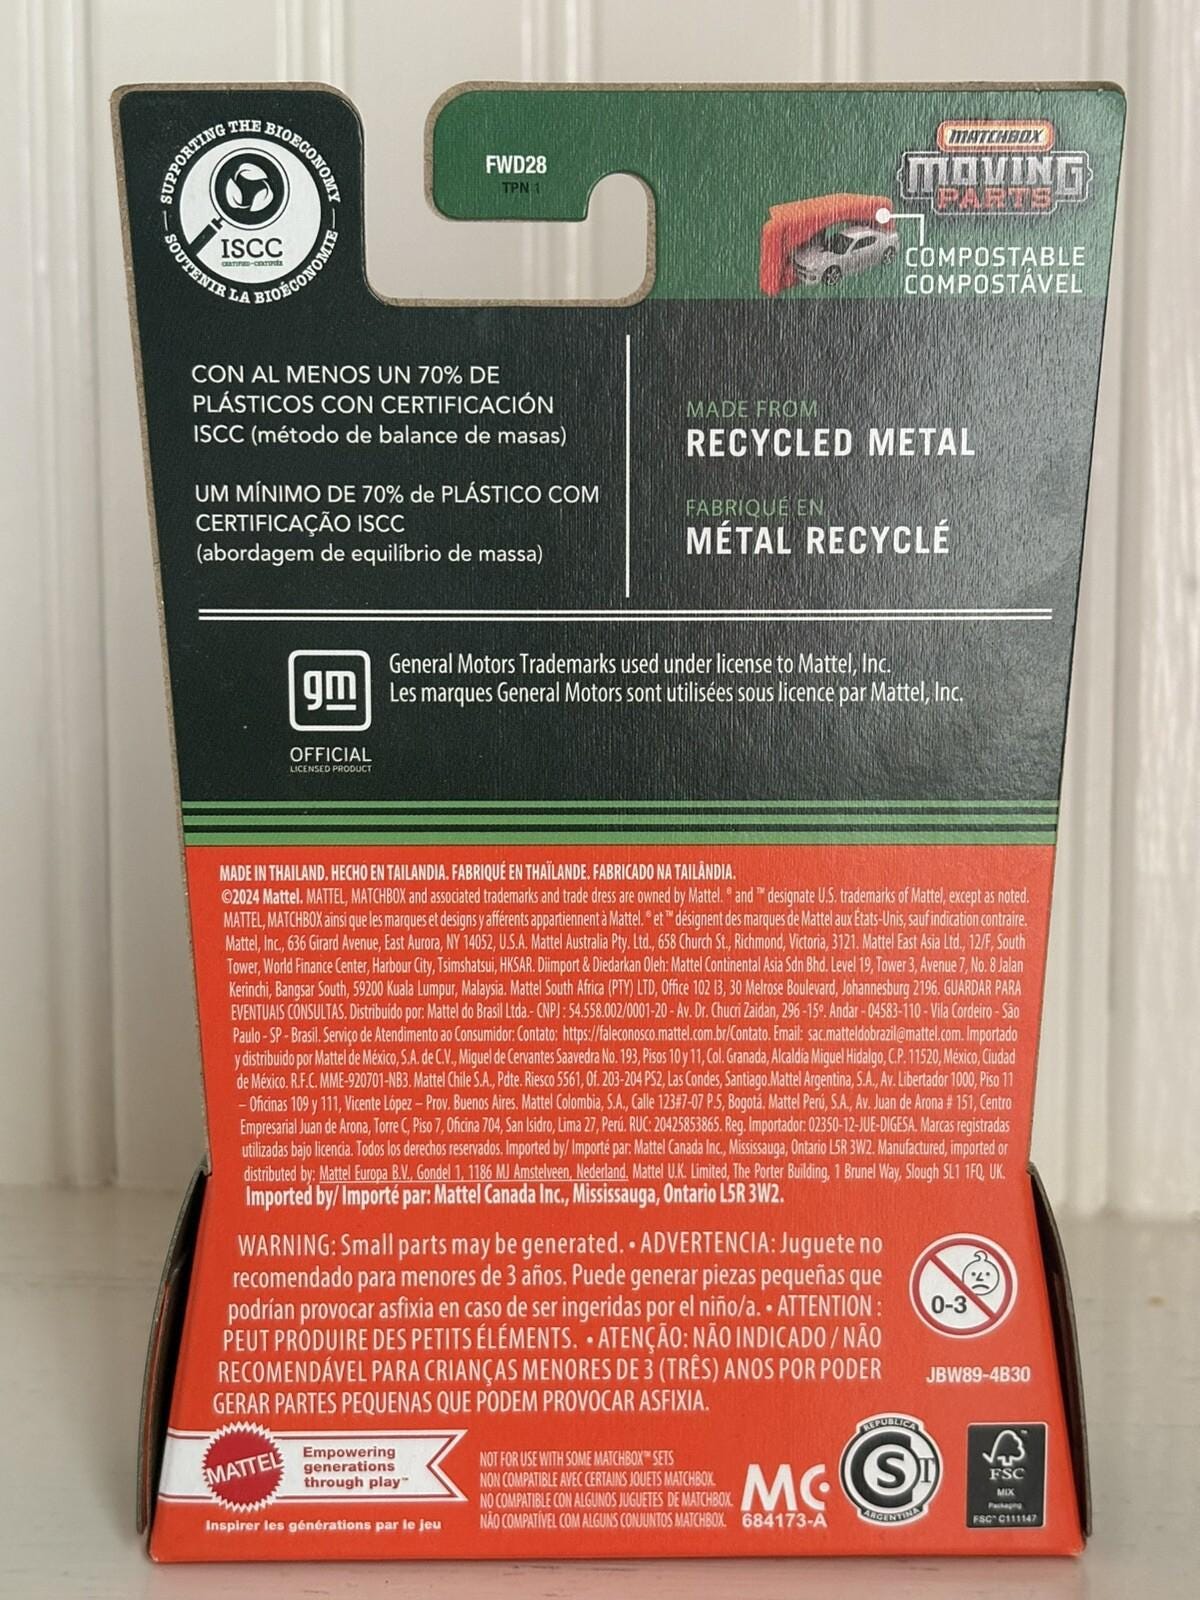 SUPPORTING THE BIOECONOMY
ISCC
CERTIFIED-CERTIFIÉE
SOUTENIR LA BIOÉCONOMIE
FWD28
TPN 1
MATCHBOX
MOVING
PARTS
COMPOSTABLE
COMPOSTÁVEL
CON AL MENOS UN 70% DE
PLÁSTICOS CON CERTIFICACIÓN
ISCC (método de balance de masas)
UM MÍNIMO DE 70% de PLÁSTICO COM
CERTIFICAÇÃO ISCC
(abordagem de equilíbrio de massa)
MADE FROM
RECYCLED METAL
FABRIQUÉ EN
MÉTAL RECYCLÉ
gm
OFFICIAL
LICENSED PRODUCT
General Motors Trademarks used under license to Mattel, Inc.
Les marques General Motors sont utilisées sous licence par Mattel, Inc.
MADE IN THAILAND. HECHO EN TAILANDIA. FABRIQUÉ EN THAÏLANDE. FABRICADO NA TAILÂNDIA.
©2024 Mattel. MATTEL, MATCHBOX and associated trademarks and trade dress are owned by Mattel. ® and ™ designate U.S. trademarks of Mattel, except as noted.
MATTEL, MATCHBOX ainsi que les marques et designs y afférents appartiennent à Mattel. ® et ™ désignent des marques de Mattel aux États-Unis, sauf indication contraire.
Mattel, Inc., 636 Girard Avenue, East Aurora, NY 14052, U.S.A. Mattel Australia Pty. Ltd., 658 Church St., Richmond, Victoria, 3121. Mattel East Asia Ltd., 12/F, South
Tower, World Finance Center, Harbour City, Tsimshatsui, HKSAR. Diimport & Diedarkan Oleh: Mattel Continental Asia Sdn Bhd. Level 19, Tower 3, Avenue 7, No. 8 Jalan
Kerinchi, Bangsar South, 59200 Kuala Lumpur, Malaysia. Mattel South Africa (PTY) LTD, Office 102 I3, 30 Melrose Boulevard, Johannesburg 2196. GUARDAR PARA
EVENTUAIS CONSULTAS. Distribuido por: Mattel do Brasil Ltda.- CNPJ : 54.558.002/0001-20 - Av. Dr. Chucri Zaidan, 296 -15º. Andar - 04583-110 - Vila Cordeiro - São
Paulo - SP - Brasil. Serviço de Atendimento ao Consumidor: Contato: https://faleconosco.mattel.com.br/Contato. Email: sac.matteldobrazil@mattel.com. Importado
y distribuido por Mattel de México, S.A. de C.V., Miguel de Cervantes Saavedra No. 193, Pisos 10 y 11, Col. Granada, Alcaldía Miguel Hidalgo, C.P. 11520, México, Ciudad
de México. R.F.C. MME-920701-NB3. Mattel Chile S.A., Pdte. Riesco 5561, Of. 203-204 PS2, Las Condes, Santiago.Mattel Argentina, S.A., Av. Libertador 1000, Piso 11
– Oficinas 109 y 111, Vicente López – Prov. Buenos Aires. Mattel Colombia, S.A., Calle 123#7-07 P.5, Bogotá. Mattel Perú, S.A., Av. Juan de Arona # 151, Centro
Empresarial Juan de Arona, Torre C, Piso 7, Oficina 704, San Isidro, Lima 27, Perú. RUC: 20425853865. Reg. Importador: 02350-12-JUE-DIGESA. Marcas registradas
utilizadas bajo licencia. Todos los derechos reservados. Imported by/ Importé par: Mattel Canada Inc., Mississauga, Ontario L5R 3W2. Manufactured, imported or
distributed by: Mattel Europa B.V., Gondel 1, 1186 MJ Amstelveen, Nederland. Mattel U.K. Limited, The Porter Building, 1 Brunel Way, Slough SL1 1FQ, UK.
Imported by/ Importé par: Mattel Canada Inc., Mississauga, Ontario L5R 3W2.
WARNING: Small parts may be generated. • ADVERTENCIA: Juguete no
recomendado para menores de 3 años. Puede generar piezas pequeñas que
podrían provocar asfixia en caso de ser ingeridas por el niño/a. • ATTENTION :
PEUT PRODUIRE DES PETITS ÉLÉMENTS. • ATENÇÃO: NÃO INDICADO / NÃO
RECOMENDÁVEL PARA CRIANÇAS MENORES DE 3 (TRÊS) ANOS POR PODER
GERAR PARTES PEQUENAS QUE PODEM PROVOCAR ASFIXIA.
0-3
JBW89-4B30
MATTEL
Empowering
generations
through play™
Inspirer les générations par le jeu
NOT FOR USE WITH SOME MATCHBOX™ SETS
NON COMPATIBLE AVEC CERTAINS JOUETS MATCHBOX.
NO COMPATIBLE CON ALGUNOS JUGUETES DE MATCHBOX.
NÃO COMPATÍVEL COM ALGUNS CONJUNTOS MATCHBOX.
MC
684173-A
REPUBLICA
S I
ARGENTINA
FSC™
MIX
Packaging
FSC™ C111147